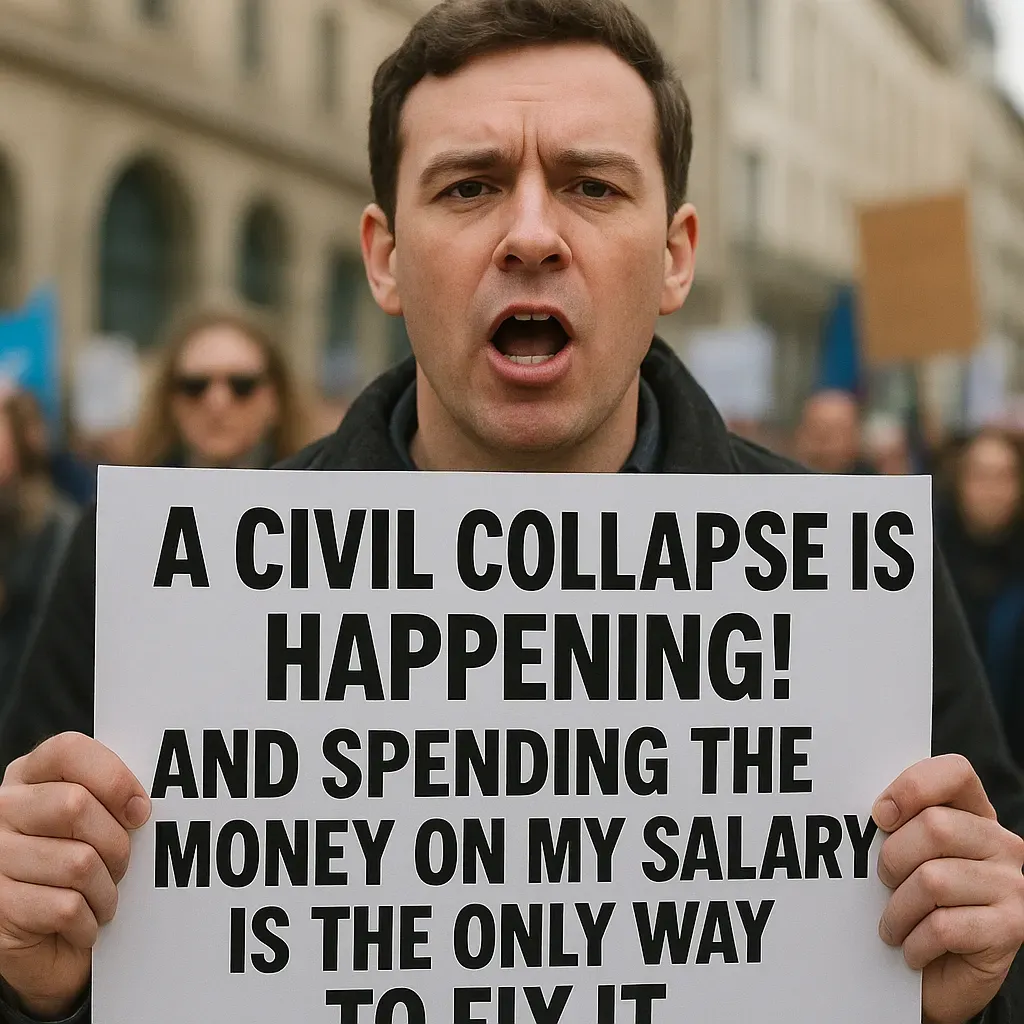 A CIVIL COLLAPSE IS
HAPPENING!
AND SPENDING THE
MONEY ON MY SALARY
IS THE ONLY WAY
TO FIX IT